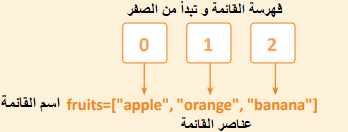 فهرسة القائمة و تبدأ من الصفر
0 1 2
اسم القائمة fruits=["apple", "orange", "banana"]
عناصر القائمة